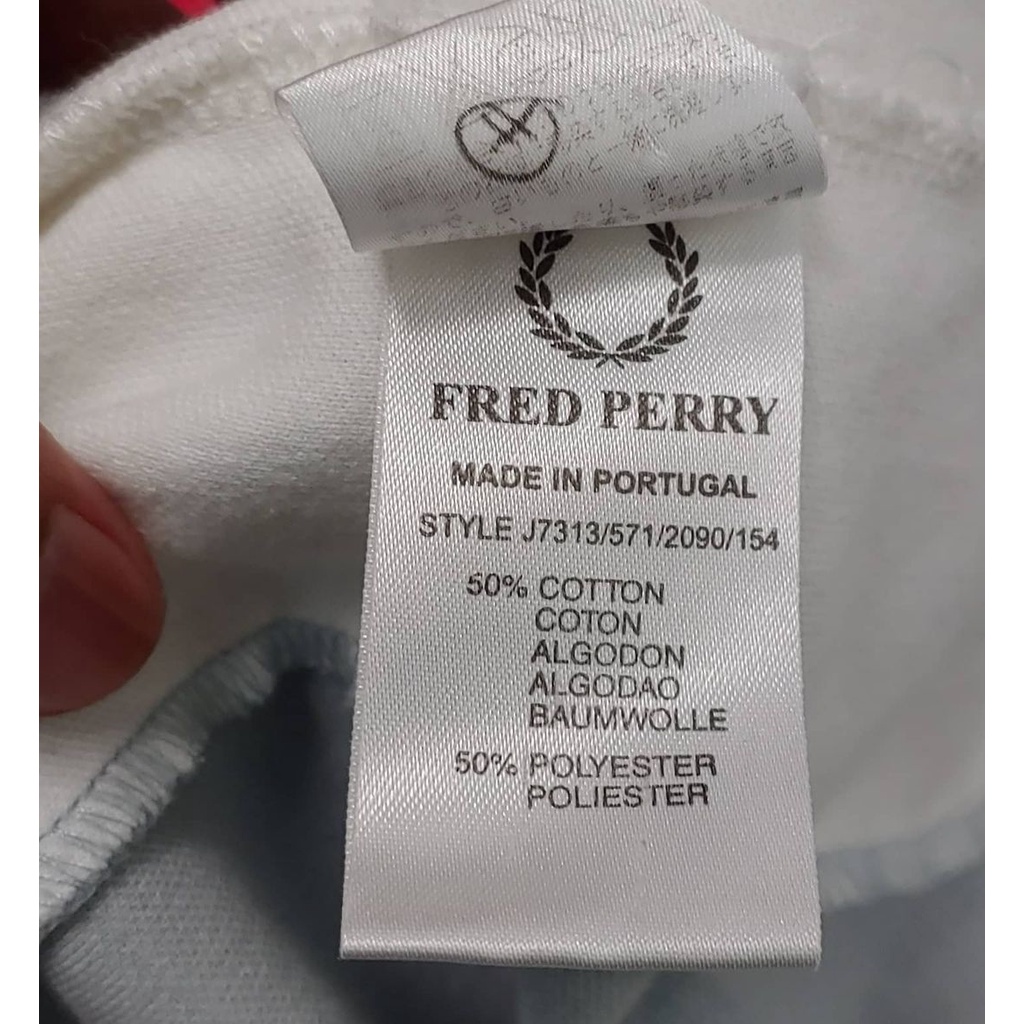 FRED PERRY
MADE IN PORTUGAL
STYLE J7313/571/2090/154
50% COTTON
COTON
ALGODON
ALGODAO
BAUMWOLLE
50% POLYESTER
POLIESTER